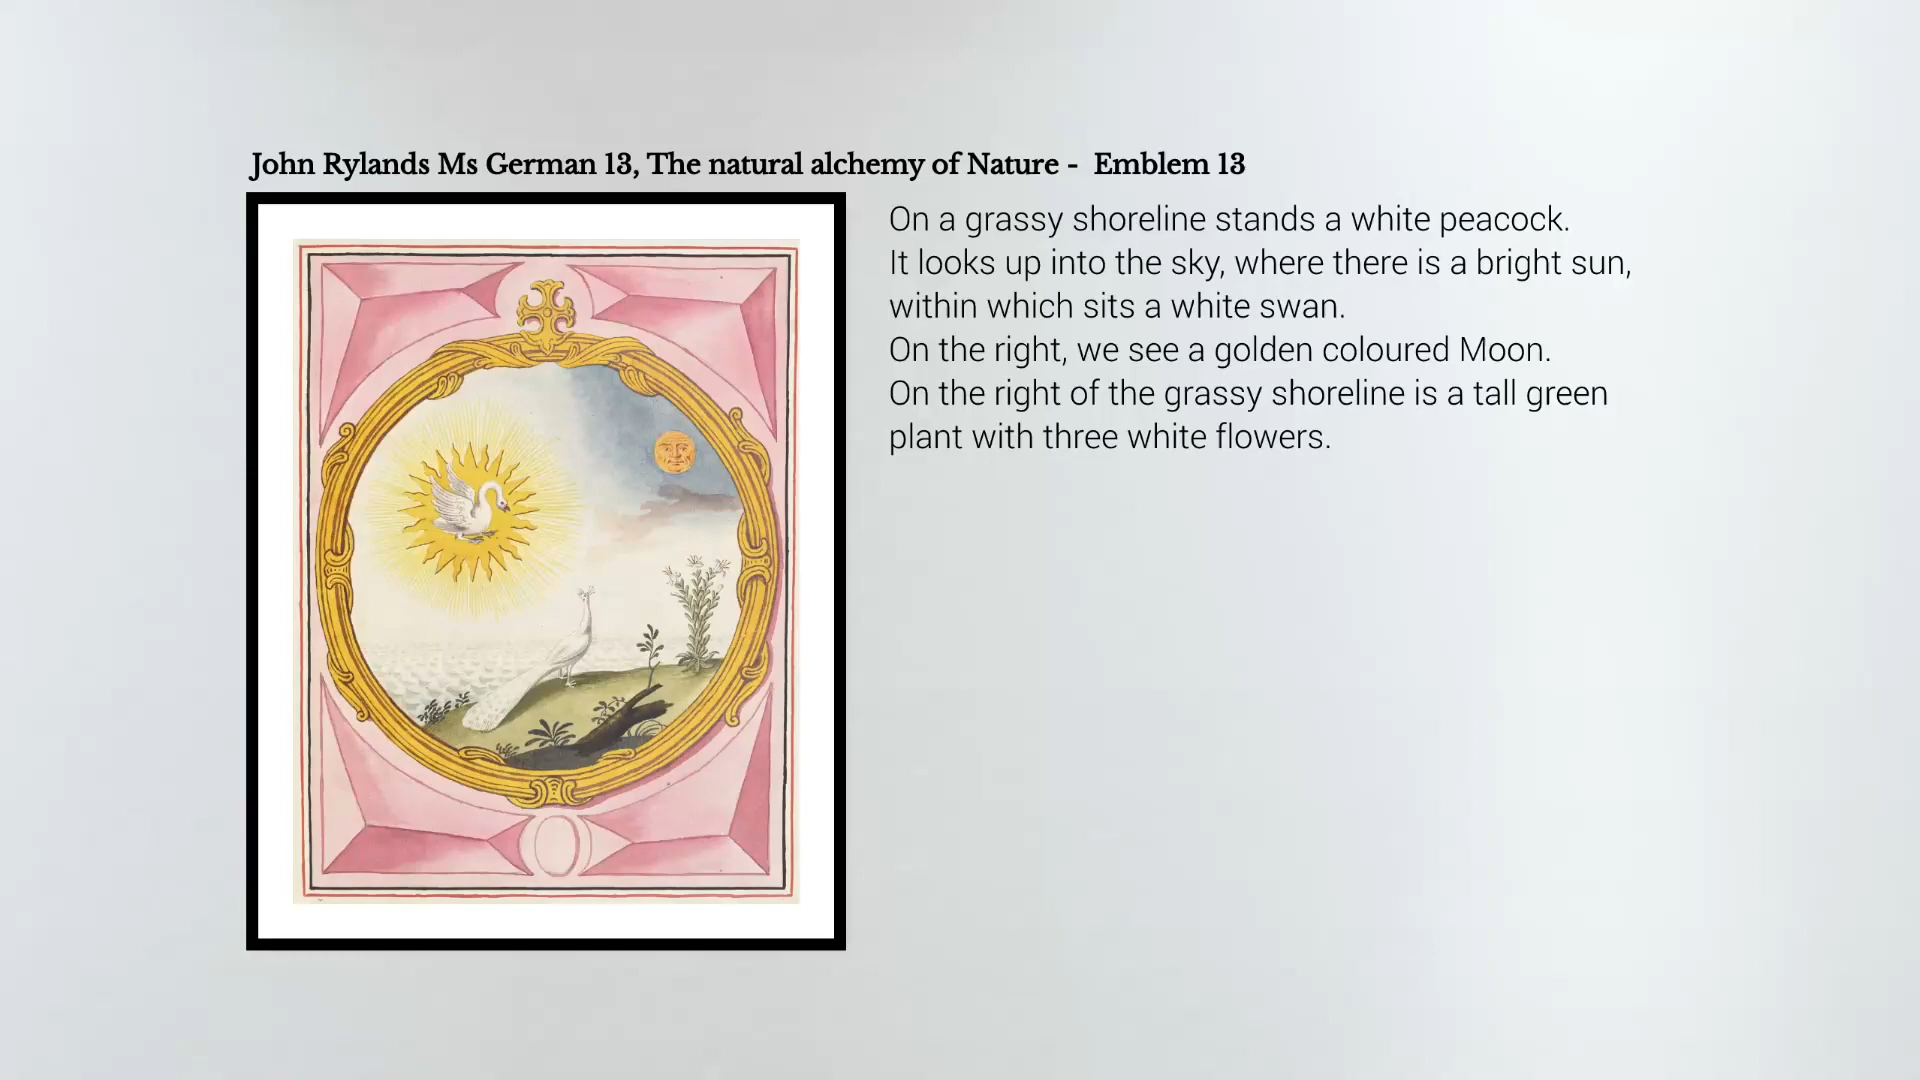 John Rylands Ms German 13, The natural alchemy of Nature - Emblem 13
On a grassy shoreline stands a white peacock.
It looks up into the sky, where there is a bright sun,
within which sits a white swan.
On the right, we see a golden coloured Moon.
On the right of the grassy shoreline is a tall green
plant with three white flowers.